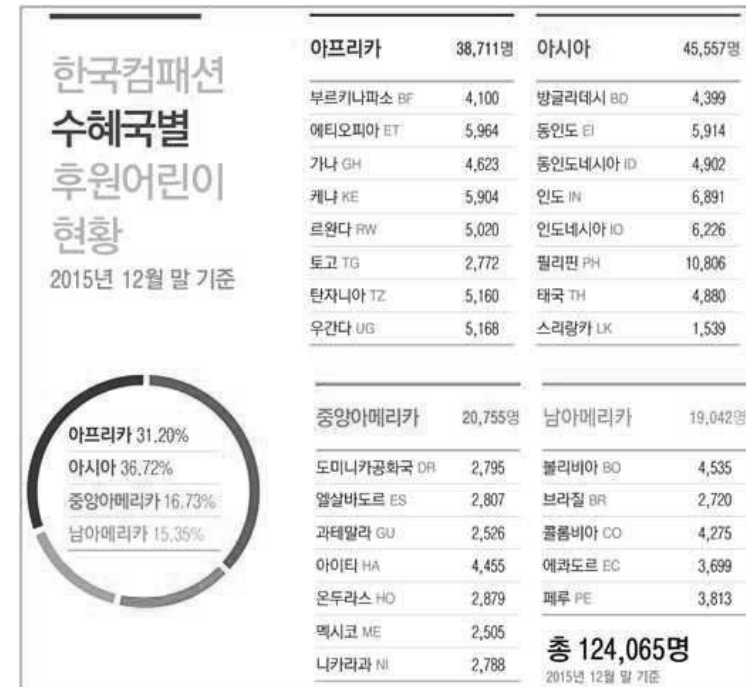 한국컴패션
수혜국별
후원어린이
현황
2015년 12월 말 기준
아프리카 31.20%
아시아 36.72%
중앙아메리카 16.73%
남아메리카 15.35%
아프리카 38,711명
부르키나파소 BF 4,100
에티오피아 ET 5,964
가나 GH 4,623
케냐 KE 5,904
르완다 RW 5,020
토고 TG 2,772
탄자니아 TZ 5,160
우간다 UG 5,168
아시아 45,557명
방글라데시 BD 4,399
동인도 EI 5,914
동인도네시아 ID 4,902
인도 IN 6,891
인도네시아 IO 6,226
필리핀 PH 10,806
태국 TH 4,880
스리랑카 LK 1,539
중앙아메리카 20,755명
도미니카공화국 DR 2,795
엘살바도르 ES 2,807
과테말라 GU 2,526
아이티 HA 4,455
온두라스 HO 2,879
멕시코 ME 2,505
니카라과 NI 2,788
남아메리카 19,042명
볼리비아 BO 4,535
브라질 BR 2,720
콜롬비아 CO 4,275
에콰도르 EC 3,699
페루 PE 3,813
총 124,065명
2015년 12월 말 기준